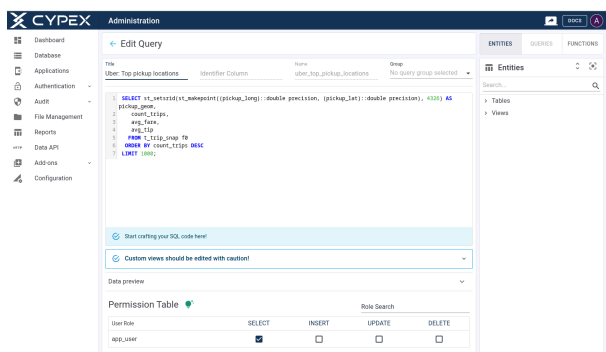 CYPEX
Administration
DOCS
A
Dashboard
Database
Applications
Authentication
Audit
File Management
Reports
HTTP Data API
Add-ons
Configuration
← Edit Query
Title
Uber: Top pickup locations
Identifier Column
Name
uber_top_pickup_locations
Group
No query group selected
1 SELECT st_setsrid(st_makepoint((pickup_long)::double precision, (pickup_lat)::double precision), 4326) AS
pickup_geom,
2 count_trips,
3 avg_fare,
4 avg_tip
5 FROM t_trip_snap f0
6 ORDER BY count_trips DESC
7 LIMIT 1000;
Start crafting your SQL code here!
Custom views should be edited with caution!
Data preview
Permission Table
Role Search
User Role SELECT INSERT UPDATE DELETE
app_user
ENTITIES QUERIES FUNCTIONS
Entities
Search...
Tables
Views